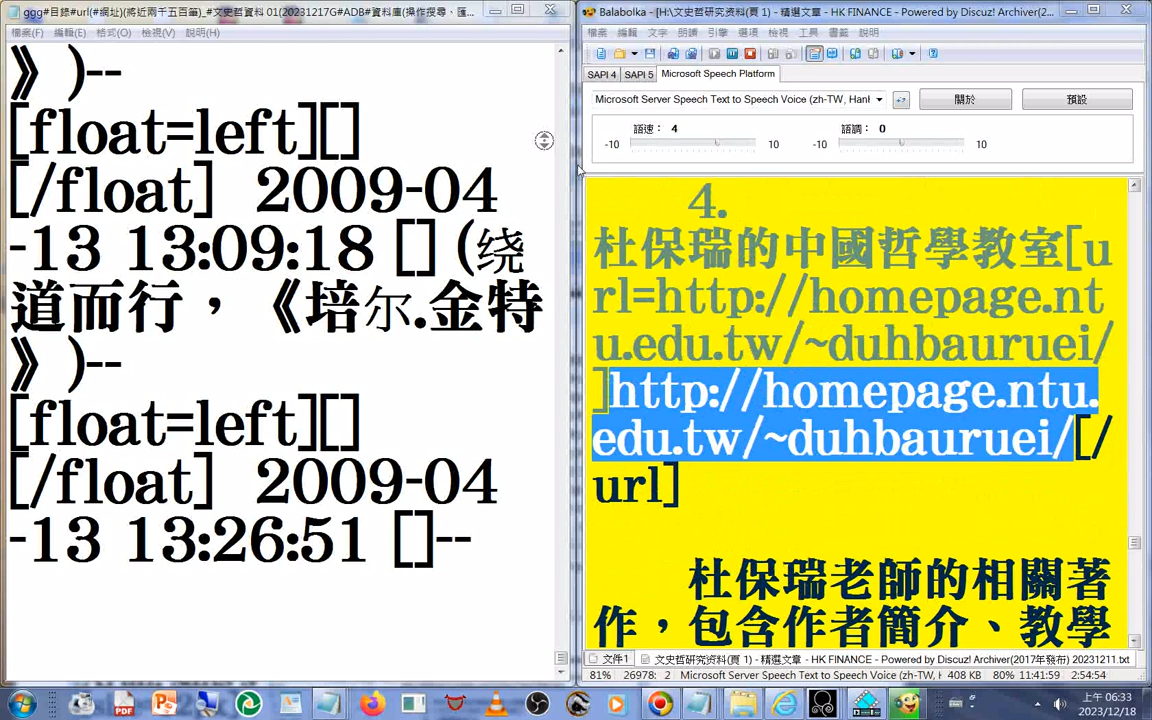 ggg#目錄#url(#網址)(將近兩千五百筆)_#文史哲資料 01(20231217G#ADB#資料庫(操作搜尋、匯...
檔案(F) 編輯(E) 格式(O) 檢視(V) 說明(H)
》 )--
[float=left][]
[/float] 2009-04
-13 13:09:18 [] (绕
道而行，《培尔.金特
》 )--
[float=left][]
[/float] 2009-04
-13 13:26:51 []--
Balabolka - [H:\文史哲研究资料(頁 1) - 精選文章 - HK FINANCE - Powered by Discuz! Archiver(2...
檔案 編輯 文字 朗讀 引擎 選項 檢視 工具 書籤 說明
SAPI 4 SAPI 5 Microsoft Speech Platform
Microsoft Server Speech Text to Speech Voice (zh-TW, HanH
關於
預設
語速： 4
語調： 0
-10 10 -10 10
4.
杜保瑞的中國哲學教室[u
rl=http://homepage.nt
u.edu.tw/~duhbauruei/
]http://homepage.ntu.
edu.tw/~duhbauruei/[/
url]
杜保瑞老師的相關著
作，包含作者簡介、教學
文件1 文史哲研究资料(頁 1) - 精選文章 - HK FINANCE - Powered by Discuz! Archiver(2017年發布) 20231211.txt
81% 26978: 2 Microsoft Server Speech Text to Speech Voice (zh-TW, H 408 KB 80% 11:41:59 2:54:54
上午 06:33
2023/12/18